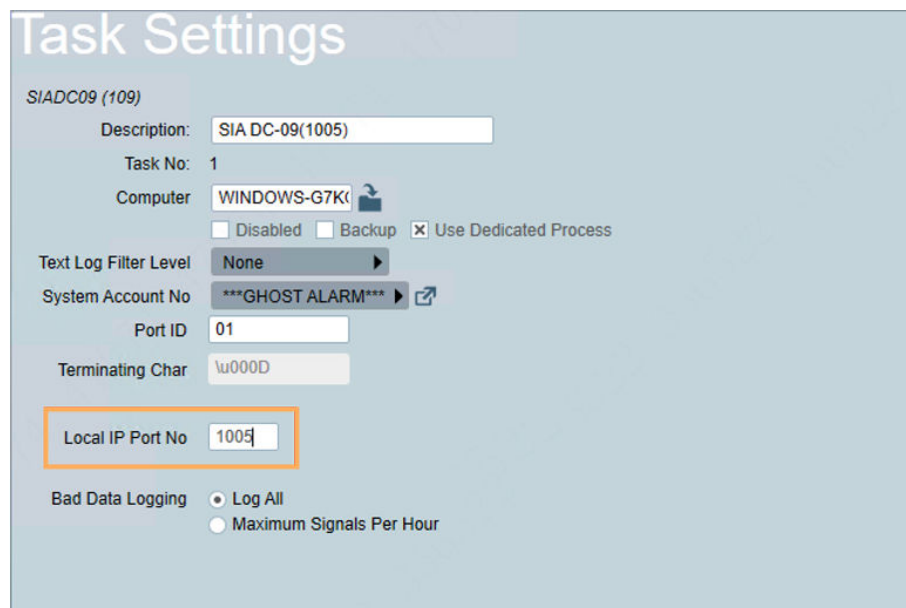 Task Settings
SIADC09 (109)
Description: SIA DC-09(1005)
Task No: 1
Computer WINDOWS-G7K
Disabled Backup Use Dedicated Process
Text Log Filter Level None
System Account No ***GHOST ALARM***
Port ID 01
Terminating Char \u000D
Local IP Port No 1005
Bad Data Logging Log All
Maximum Signals Per Hour